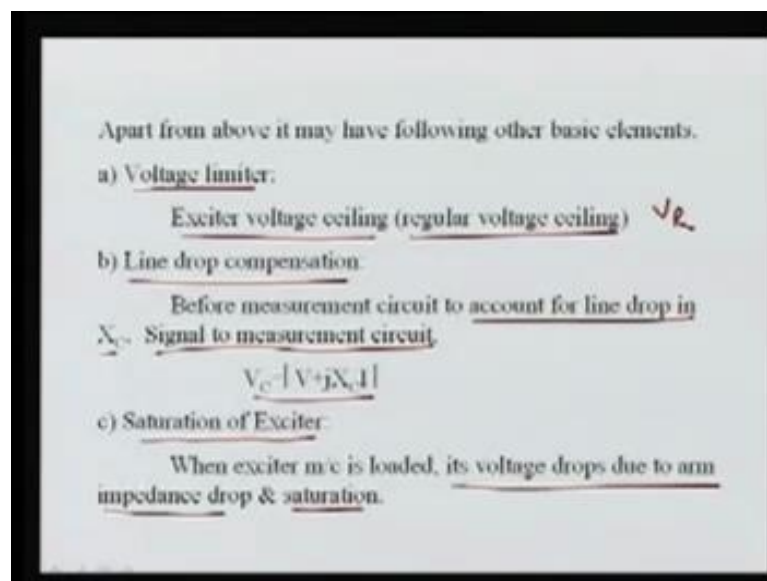 Apart from above it may have following other basic elements.
a) Voltage limiter:
Exciter voltage ceiling (regular voltage ceiling) VR
b) Line drop compensation
Before measurement circuit to account for line drop in
Xc. Signal to measurement circuit
Vc=|V+jXcI|
c) Saturation of Exciter:
When exciter m/c is loaded, its voltage drops due to arm
impedance drop & saturation.